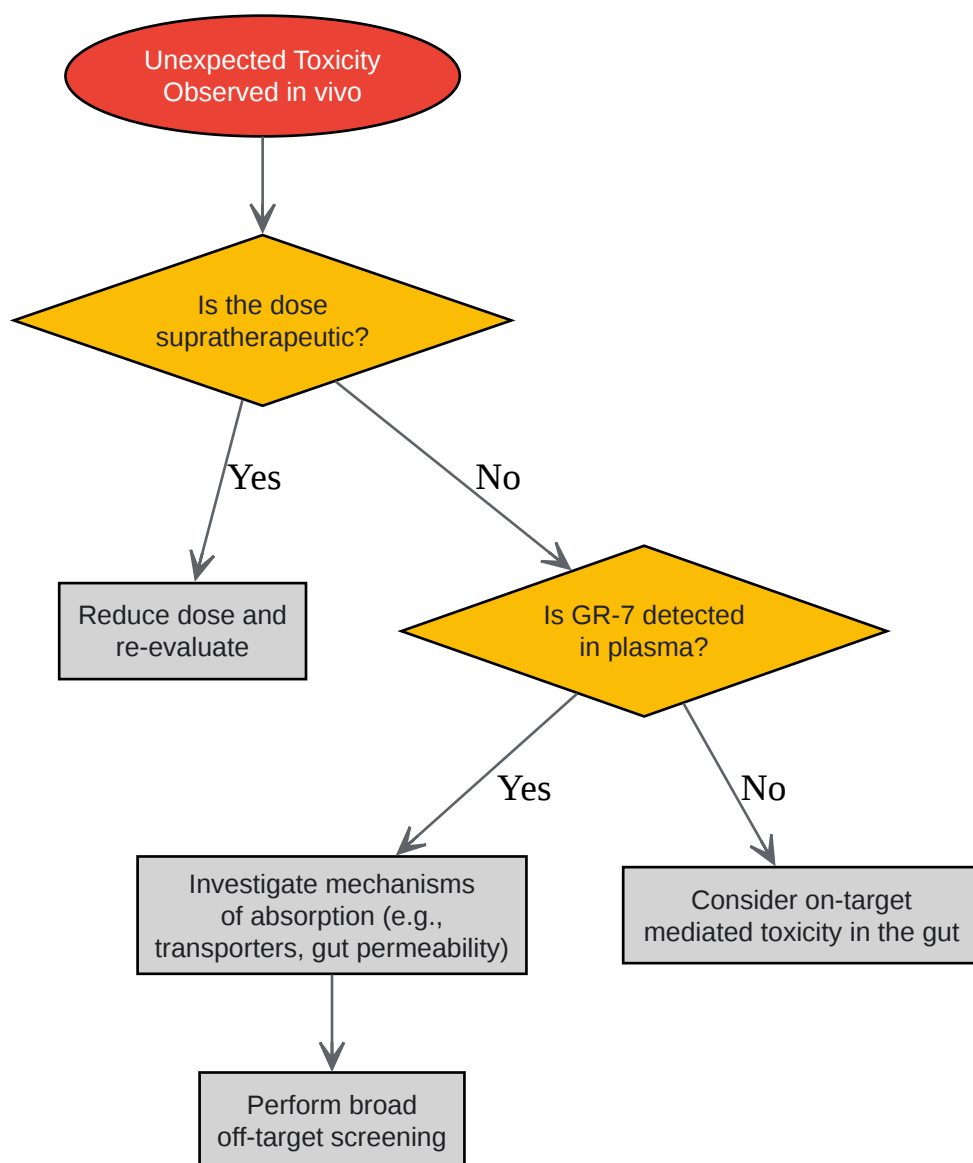 Unexpected Toxicity
Observed in vivo
Is the dose
supratherapeutic?
Yes
No
Reduce dose and
re-evaluate
Is GR-7 detected
in plasma?
Yes
No
Investigate mechanisms
of absorption (e.g.,
transporters, gut permeability)
Consider on-target
mediated toxicity in the gut
Perform broad
off-target screening